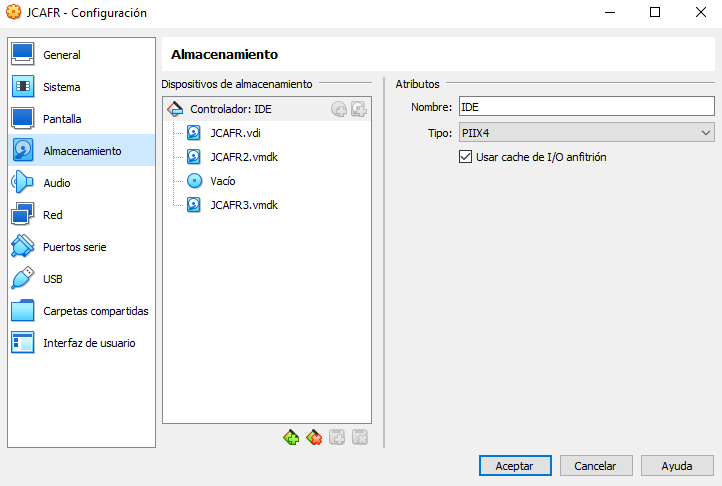 JCAFR - Configuración
General
Sistema
Pantalla
Almacenamiento
Audio
Red
Puertos serie
USB
Carpetas compartidas
Interfaz de usuario
Almacenamiento
Dispositivos de almacenamiento
Controlador: IDE
JCAFR.vdi
JCAFR2.vmdk
Vacío
JCAFR3.vmdk
Atributos
Nombre: IDE
Tipo: PIIX4
Usar cache de I/O anfitrión
Aceptar Cancelar Ayuda